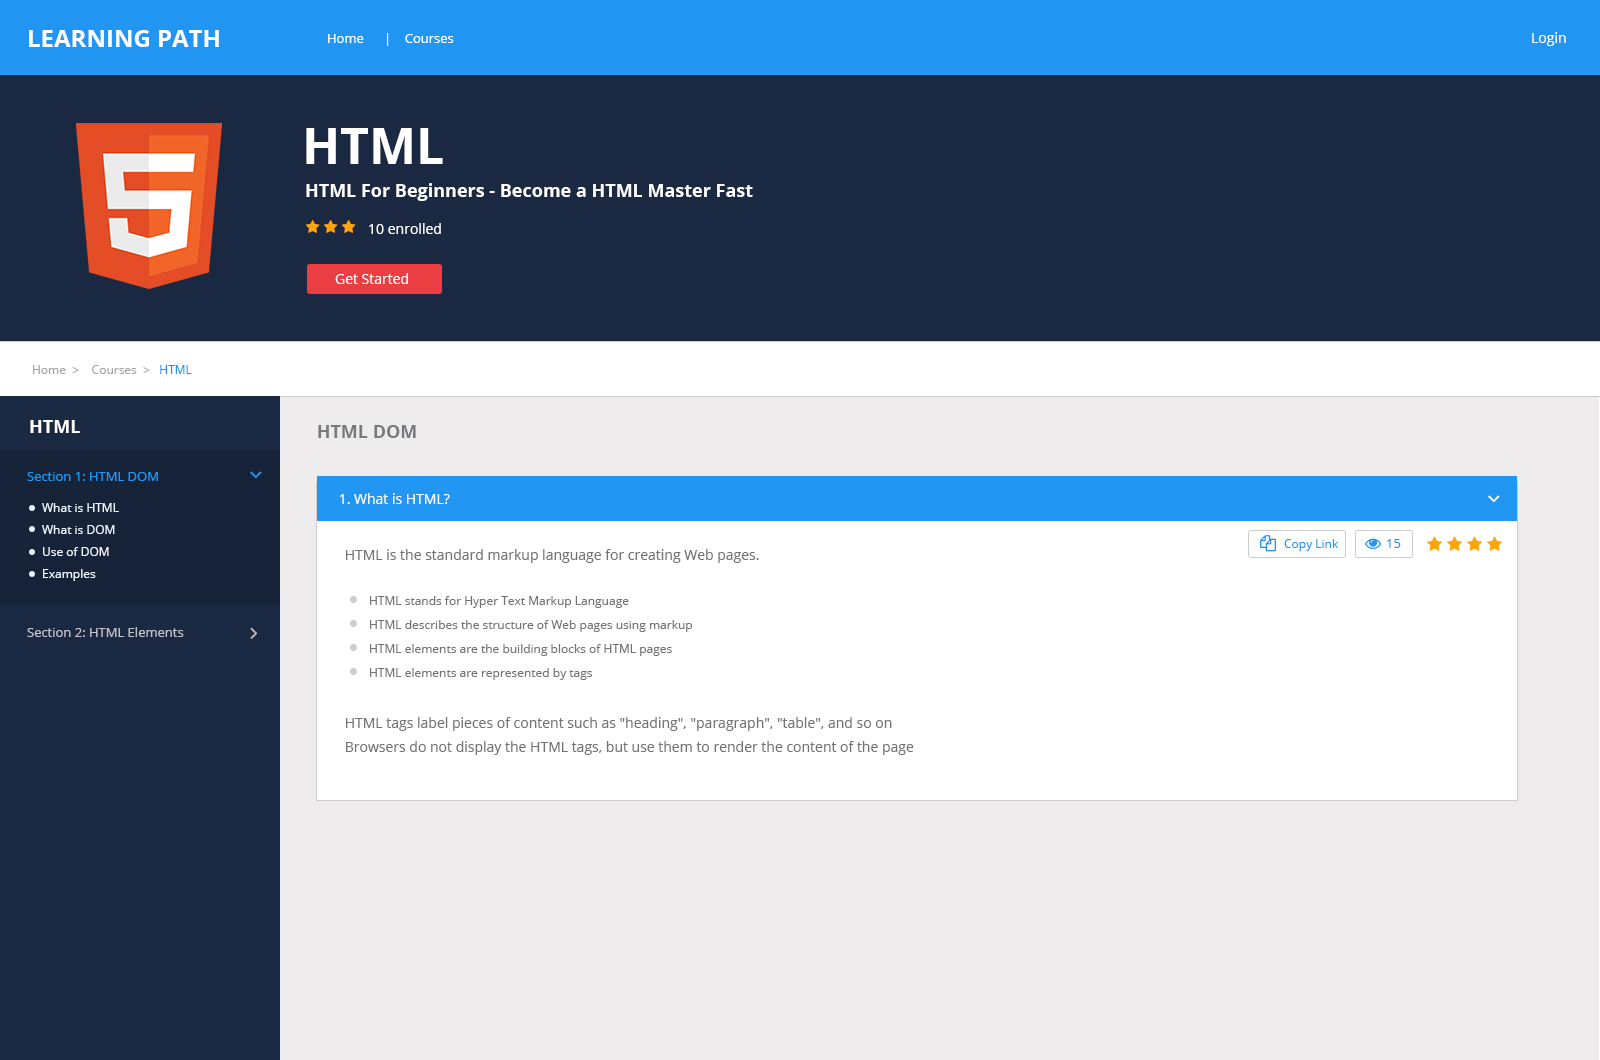 LEARNING PATH
Home | Courses
Login
HTML
HTML For Beginners - Become a HTML Master Fast
10 enrolled
Get Started
Home > Courses > HTML
HTML
Section 1: HTML DOM
What is HTML
What is DOM
Use of DOM
Examples
Section 2: HTML Elements
HTML DOM
1. What is HTML?
Copy Link
15
HTML is the standard markup language for creating Web pages.
HTML stands for Hyper Text Markup Language
HTML describes the structure of Web pages using markup
HTML elements are the building blocks of HTML pages
HTML elements are represented by tags
HTML tags label pieces of content such as "heading", "paragraph", "table", and so on
Browsers do not display the HTML tags, but use them to render the content of the page